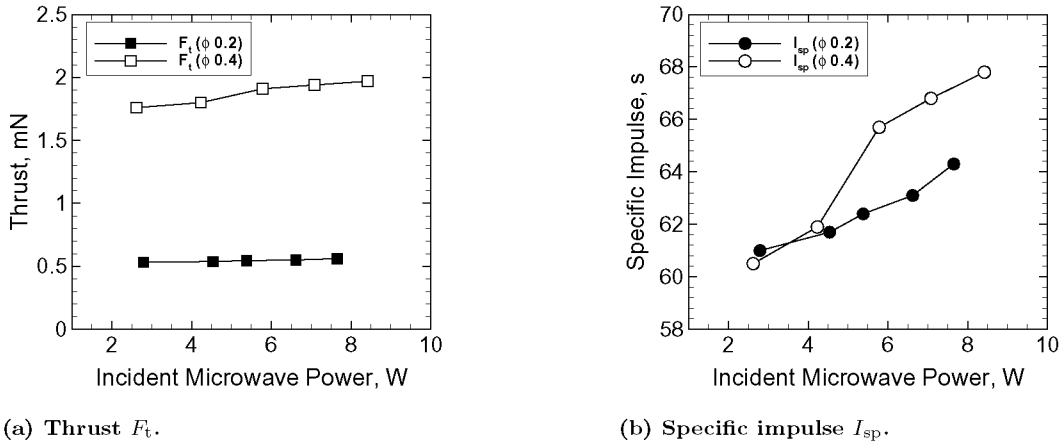 2.5
2
1.5
1
0.5
0
Thrust, mN
F_t (ϕ 0.2)
F_t (ϕ 0.4)
2 4 6 8 10
Incident Microwave Power, W
(a) Thrust F_t.
70
68
66
64
62
60
58
Specific Impulse, s
I_sp (ϕ 0.2)
I_sp (ϕ 0.4)
2 4 6 8 10
Incident Microwave Power, W
(b) Specific impulse I_sp.